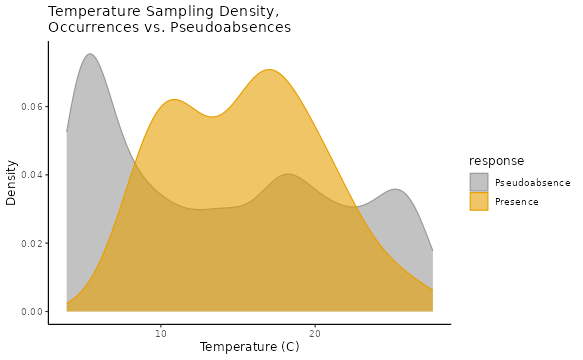 Temperature Sampling Density,
Occurrences vs. Pseudoabsences
Density
0.06
0.04
0.02
0.00
10
20
Temperature (C)
response
Pseudoabsence
Presence